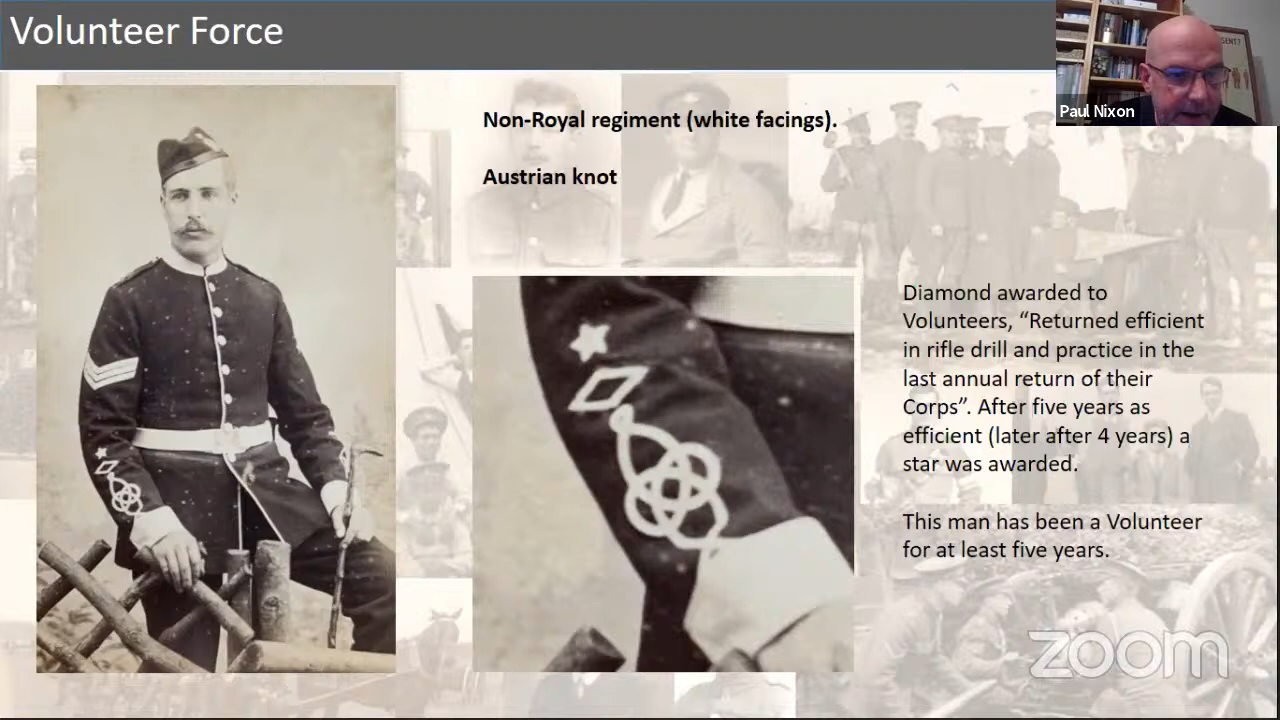 Volunteer Force
SENT?
Paul Nixon
Non-Royal regiment (white facings).
Austrian knot
Diamond awarded to
Volunteers, “Returned efficient
in rifle drill and practice in the
last annual return of their
Corps”. After five years as
efficient (later after 4 years) a
star was awarded.
This man has been a Volunteer
for at least five years.
zoom